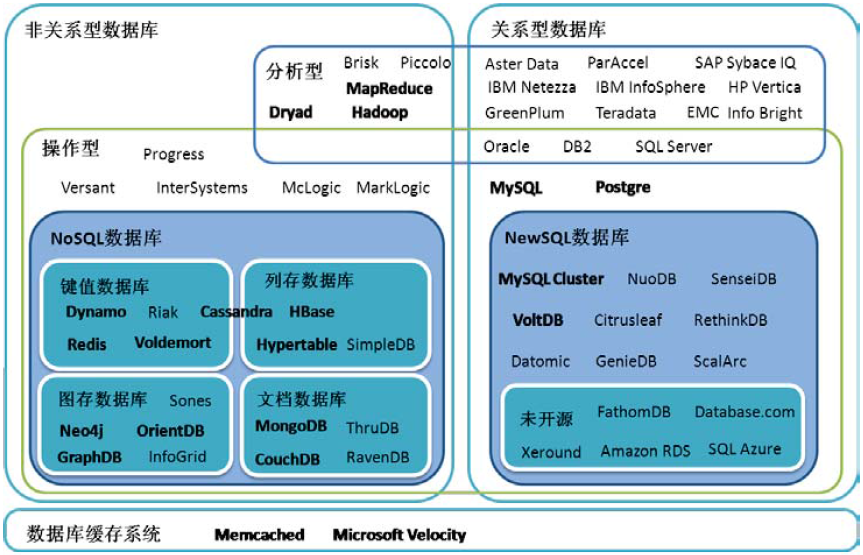 非关系型数据库
关系型数据库
分析型
Brisk Piccolo
MapReduce
Dryad Hadoop
Aster Data ParAccel SAP Sybace IQ
IBM Netezza IBM InfoSphere HP Vertica
GreenPlum Teradata EMC Info Bright
Oracle DB2 SQL Server
操作型
Progress
Versant InterSystems McLogic MarkLogic
MySQL Postgre
NoSQL数据库
键值数据库
Dynamo Riak Cassandra HBase
Redis Voldemort
列存数据库
Hypertable SimpleDB
图存数据库 Sones
Neo4j OrientDB
GraphDB InfoGrid
文档数据库
MongoDB ThruDB
CouchDB RavenDB
NewSQL数据库
MySQL Cluster NuoDB SenseiDB
VoltDB Citrusleaf RethinkDB
Datomic GenieDB ScalArc
未开源 FathomDB Database.com
Xeround Amazon RDS SQL Azure
数据库缓存系统 Memcached Microsoft Velocity